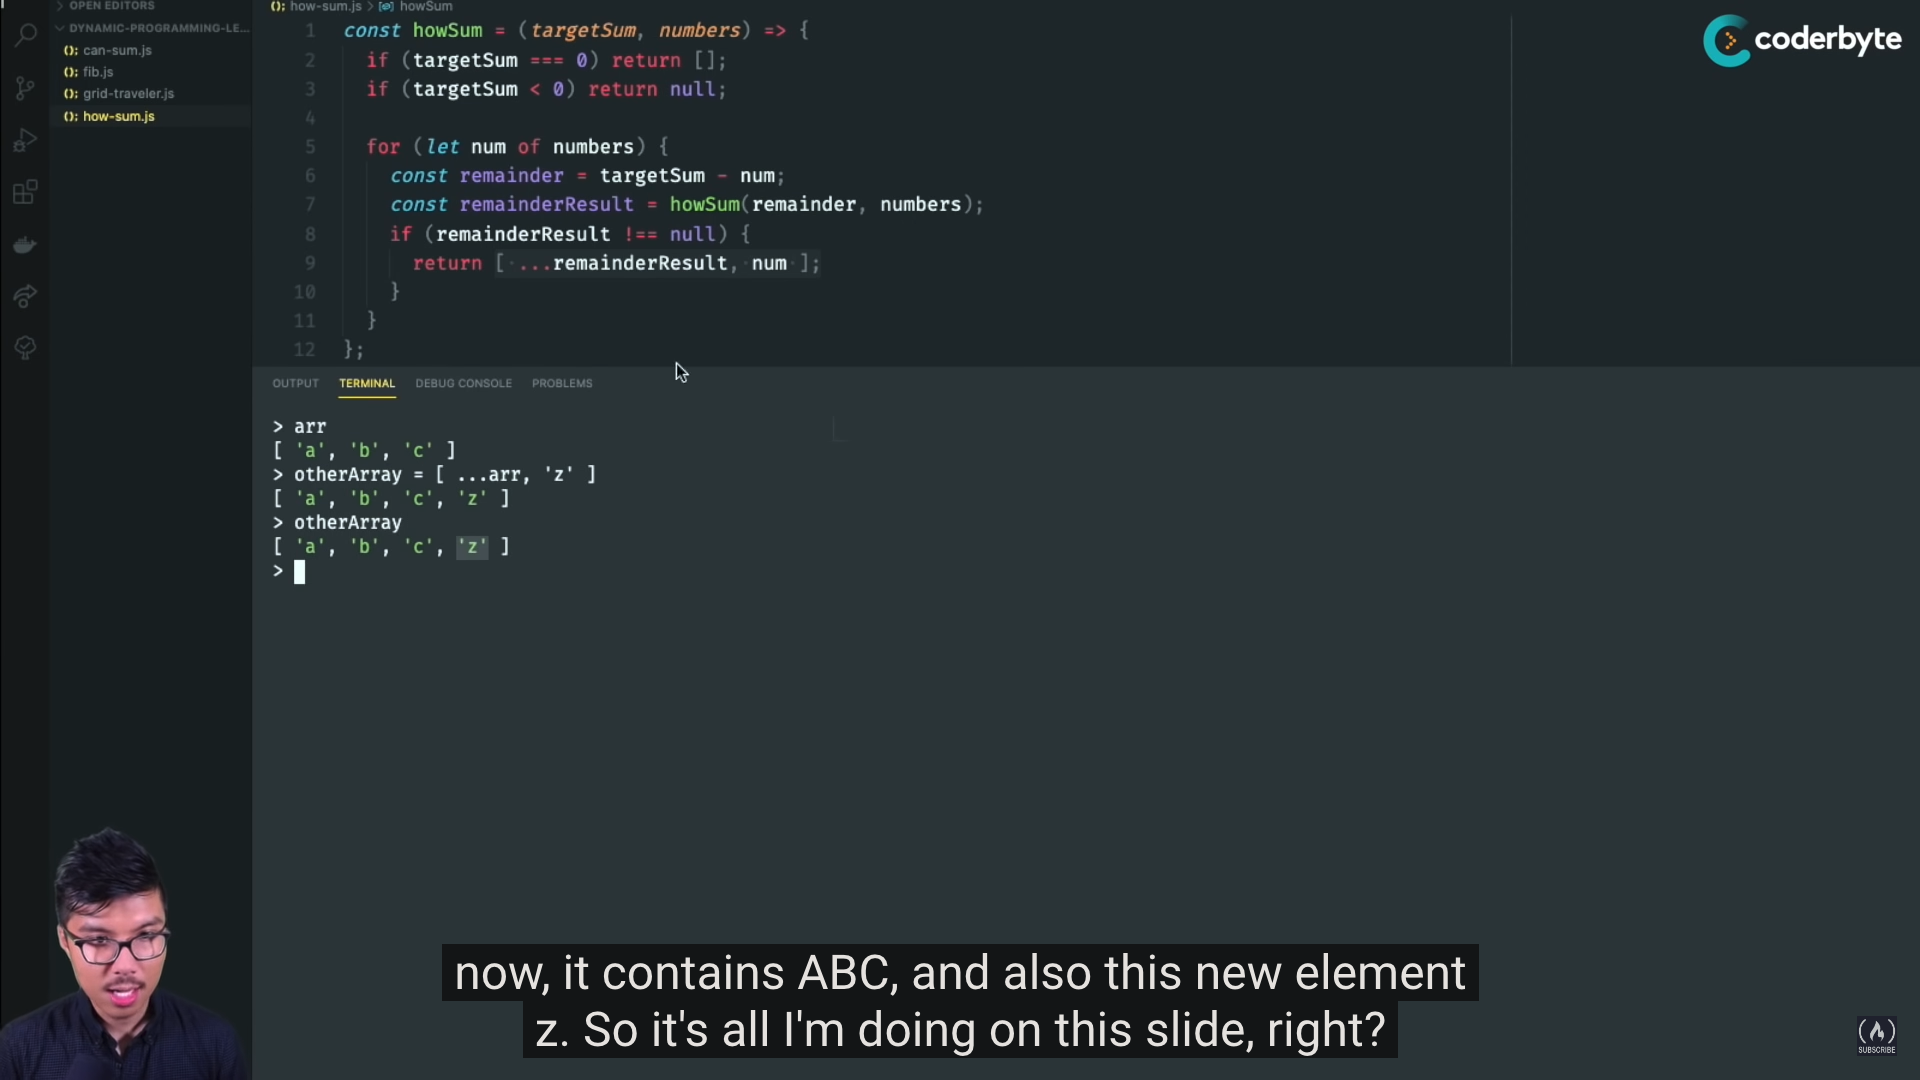 OPEN EDITORS
DYNAMIC-PROGRAMMING-LE...
(); can-sum.js
(); fib.js
(); grid-traveler.js
(); how-sum.js
(); how-sum.js > howSum
1 const howSum = (targetSum, numbers) => {
2 if (targetSum === 0) return [];
3 if (targetSum < 0) return null;
4
5 for (let num of numbers) {
6 const remainder = targetSum - num;
7 const remainderResult = howSum(remainder, numbers);
8 if (remainderResult !== null) {
9 return [ ...remainderResult, num ];
10 }
11 }
12 };
coderbyte
OUTPUT TERMINAL DEBUG CONSOLE PROBLEMS
> arr
[ 'a', 'b', 'c' ]
> otherArray = [ ...arr, 'z' ]
[ 'a', 'b', 'c', 'z' ]
> otherArray
[ 'a', 'b', 'c', 'z' ]
>
now, it contains ABC, and also this new element
z. So it's all I'm doing on this slide, right?
SUBSCRIBE